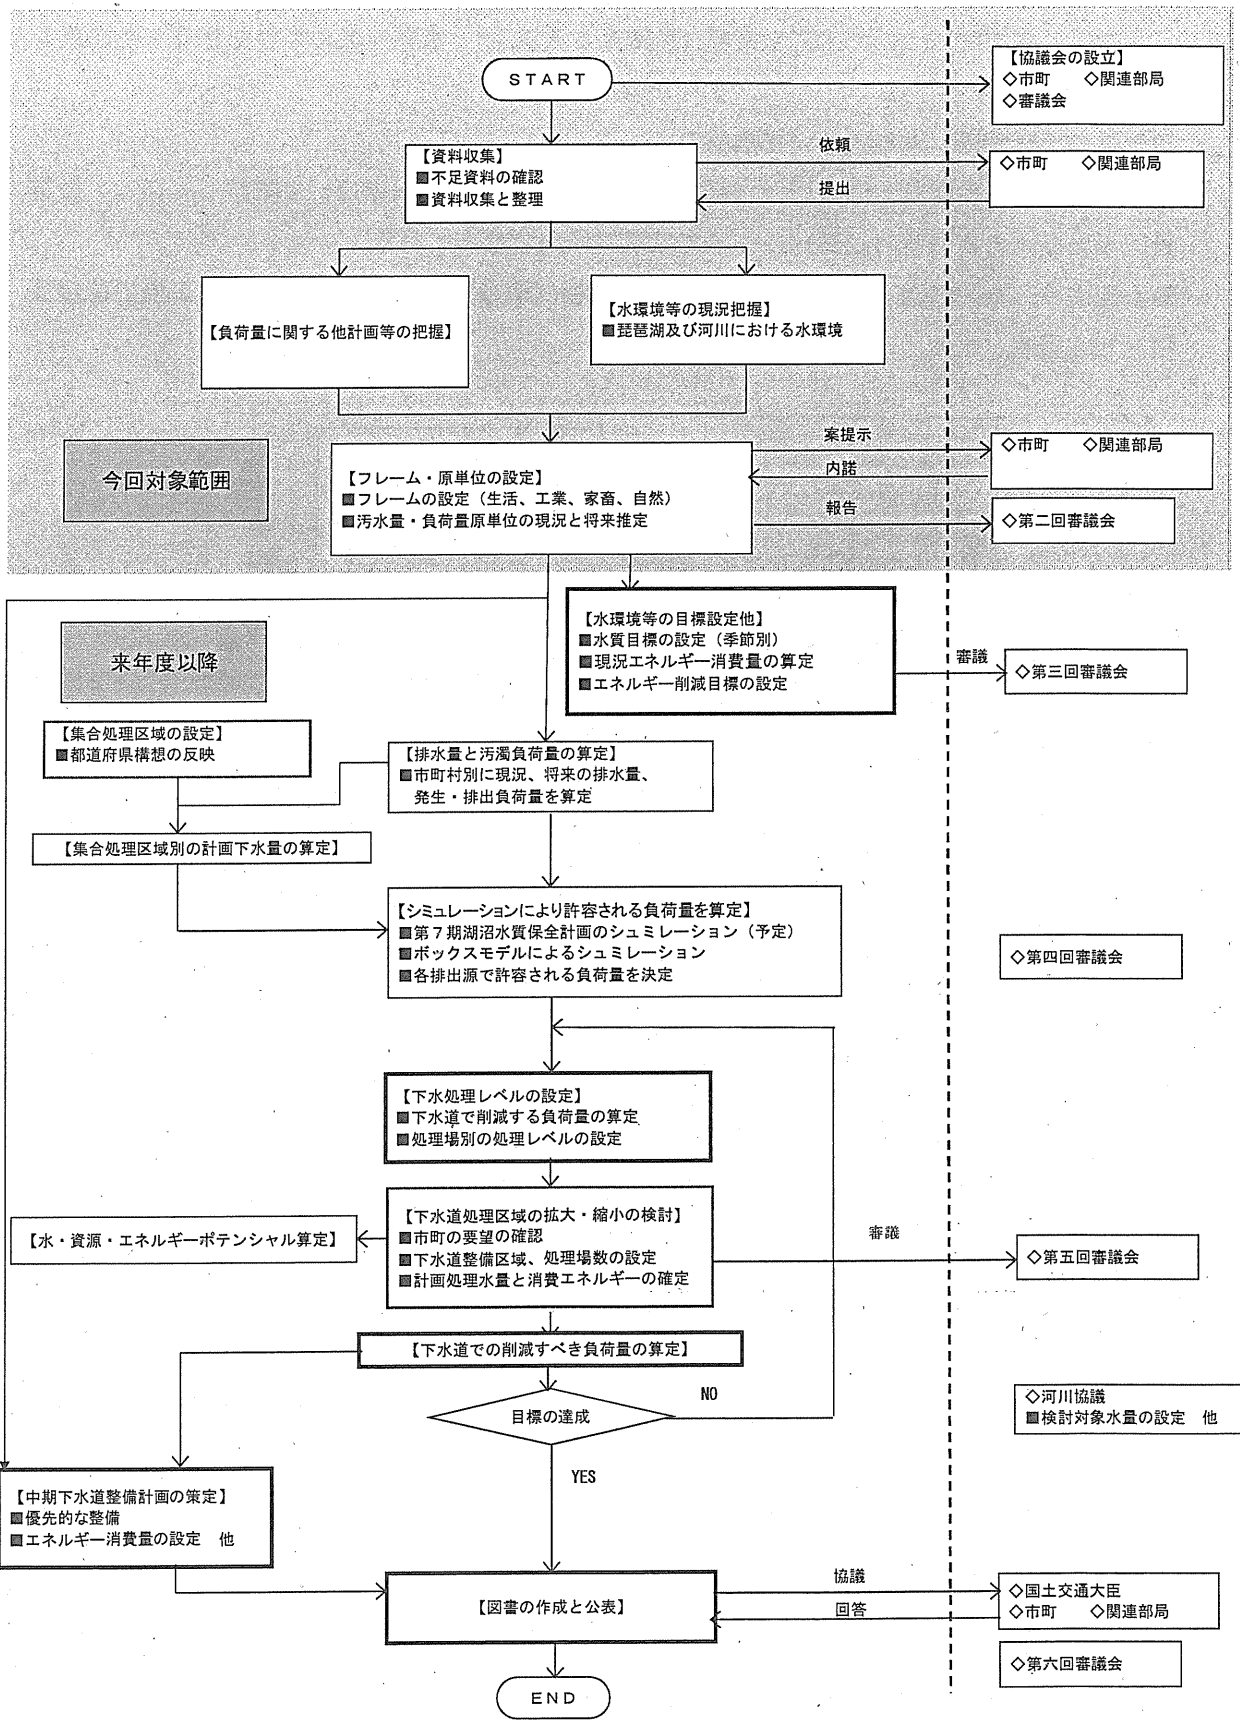 START
【協議会の設立】
◇市町　◇関連部局
◇審議会
【資料収集】
■不足資料の確認
■資料収集と整理
依頼
提出
◇市町　◇関連部局
【負荷量に関する他計画等の把握】
【水環境等の現況把握】
■琵琶湖及び河川における水環境
今回対象範囲
【フレーム・原単位の設定】
■フレームの設定（生活、工業、家畜、自然）
■汚水量・負荷量原単位の現況と将来推定
案提示
内諾
報告
◇市町　◇関連部局
◇第二回審議会
来年度以降
【水環境等の目標設定他】
■水質目標の設定（季節別）
■現況エネルギー消費量の算定
■エネルギー削減目標の設定
審議
◇第三回審議会
【集合処理区域の設定】
■都道府県構想の反映
【排水量と汚濁負荷量の算定】
■市町村別に現況、将来の排水量、
発生・排出負荷量を算定
【集合処理区域別の計画下水量の算定】
【シミュレーションにより許容される負荷量を算定】
■第７期湖沼水質保全計画のシュミレーション（予定）
■ボックスモデルによるシュミレーション
■各排出源で許容される負荷量を決定
◇第四回審議会
【下水処理レベルの設定】
■下水道で削減する負荷量の算定
■処理場別の処理レベルの設定
【水・資源・エネルギーポテンシャル算定】
【下水道処理区域の拡大・縮小の検討】
■市町の要望の確認
■下水道整備区域、処理場数の設定
■計画処理水量と消費エネルギーの確定
審議
◇第五回審議会
【下水道での削減すべき負荷量の算定】
目標の達成
NO
YES
◇河川協議
■検討対象水量の設定　他
【中期下水道整備計画の策定】
■優先的な整備
■エネルギー消費量の設定　他
【図書の作成と公表】
協議
回答
◇国土交通大臣
◇市町　◇関連部局
◇第六回審議会
END